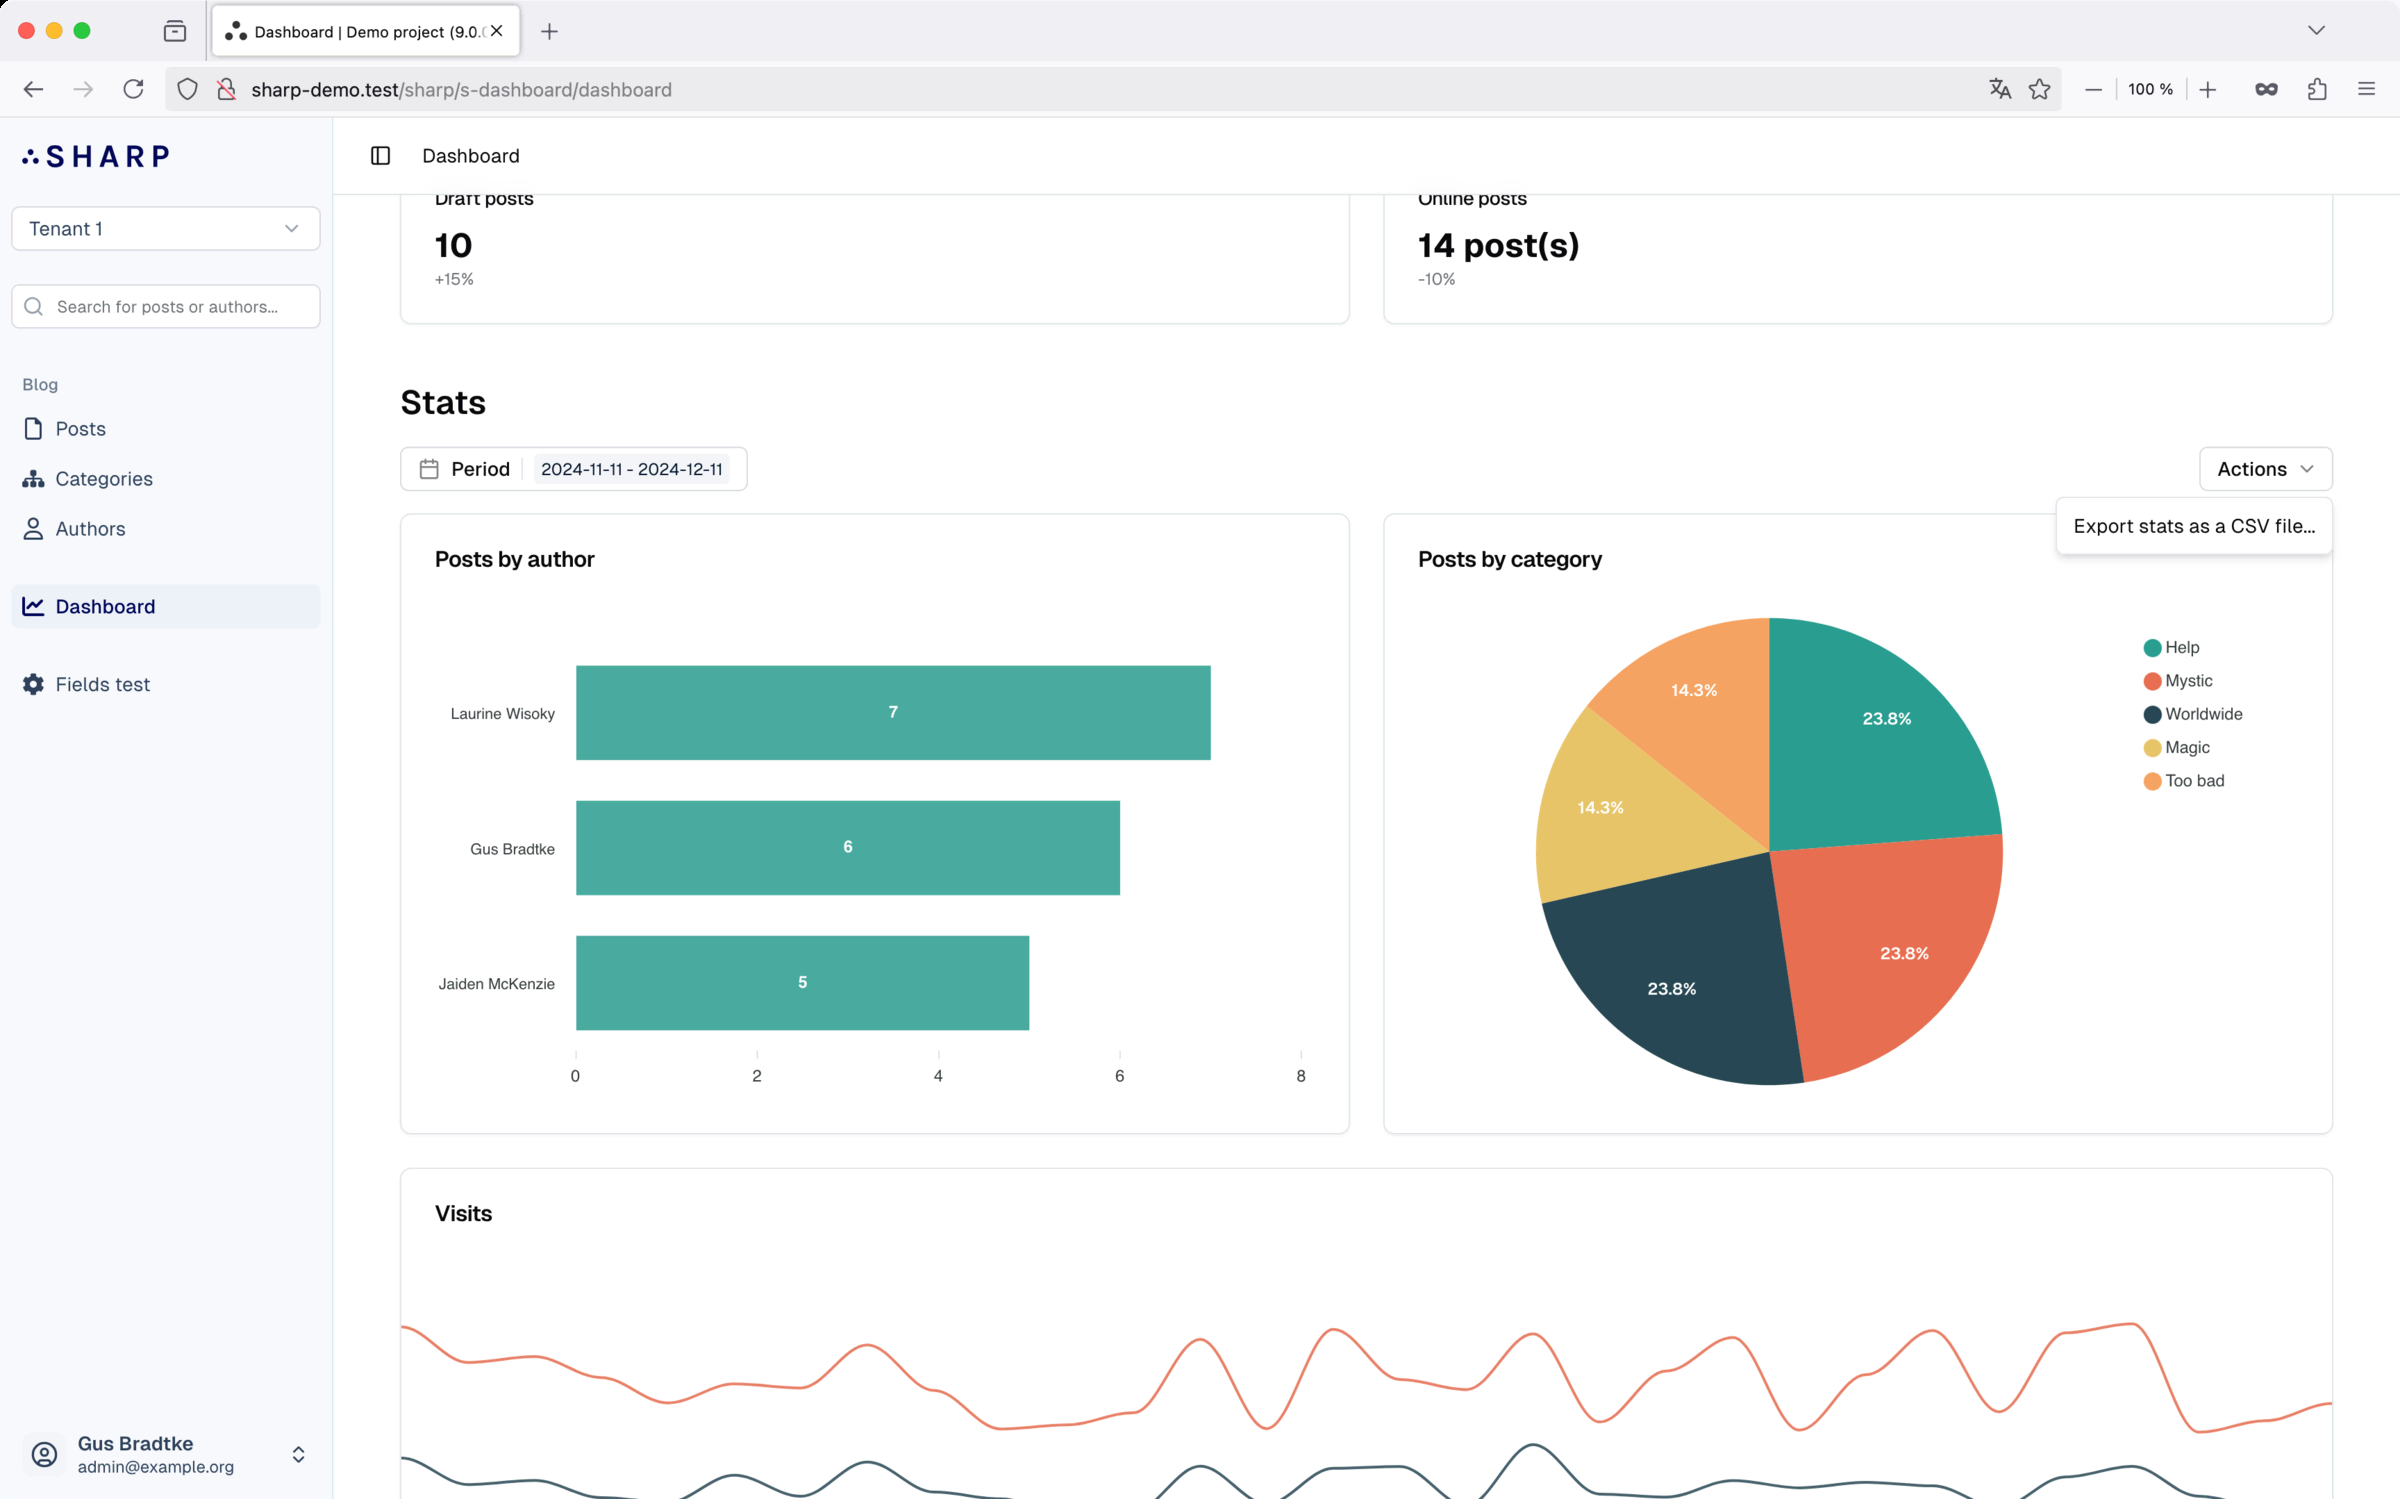 Dashboard | Demo project (9.0.
sharp-demo.test/sharp/s-dashboard/dashboard
100 %
SHARP
Tenant 1
Search for posts or authors...
Blog
Posts
Categories
Authors
Dashboard
Fields test
Gus Bradtke
admin@example.org
Dashboard
Draft posts
10
+15%
Online posts
14 post(s)
-10%
Stats
Period 2024-11-11 - 2024-12-11
Actions
Export stats as a CSV file...
Posts by author
Laurine Wisoky
7
Gus Bradtke
6
Jaiden McKenzie
5
0 2 4 6 8
Posts by category
14.3%
23.8%
14.3%
23.8%
23.8%
Help
Mystic
Worldwide
Magic
Too bad
Visits